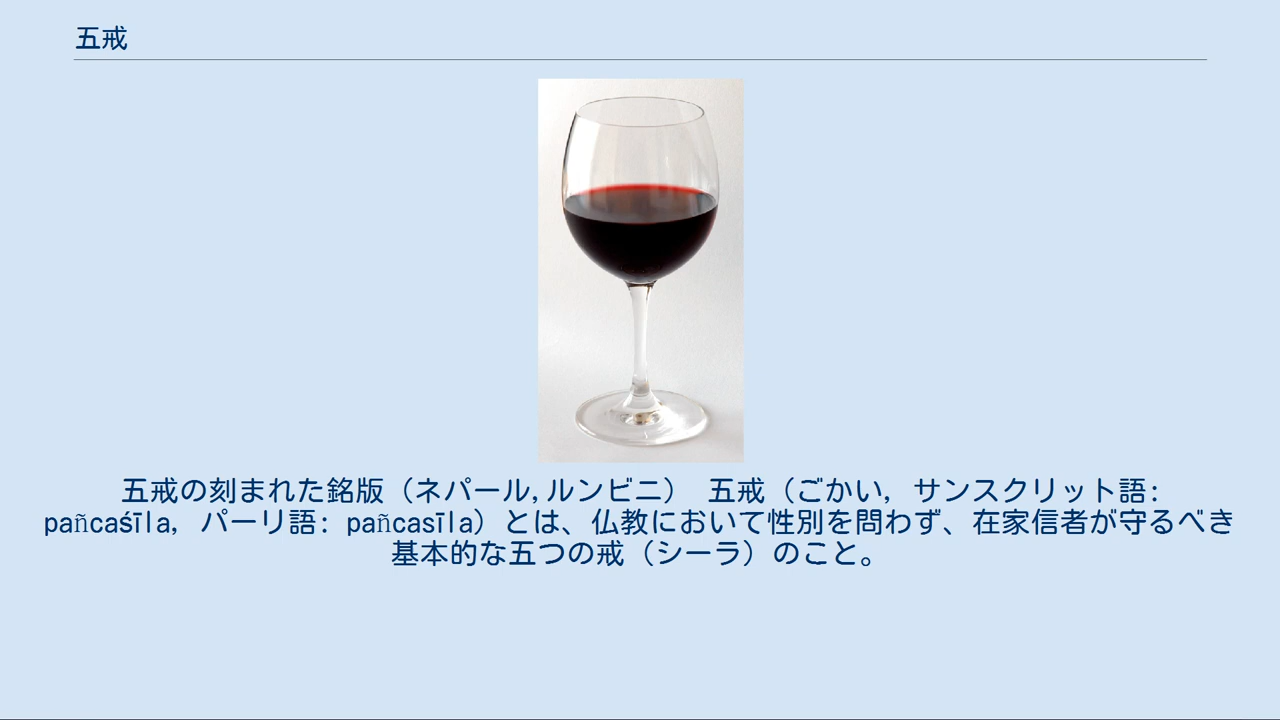 五戒
五戒の刻まれた銘版（ネパール,ルンビニ） 五戒（ごかい, サンスクリット語:
pañcaśīla, パーリ語: pañcasīla）とは、仏教において性別を問わず、在家信者が守るべき
基本的な五つの戒（シーラ）のこと。